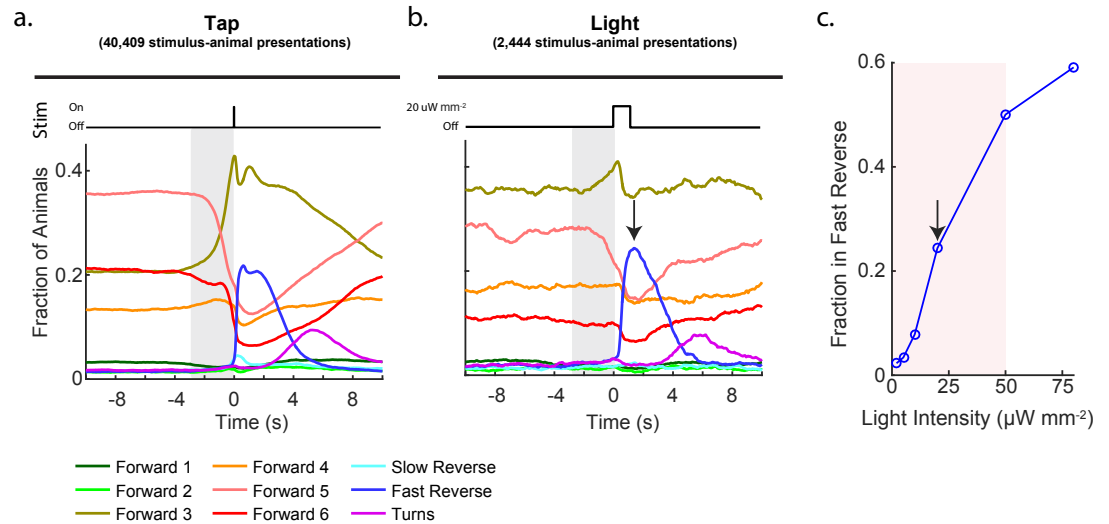 a.
Tap
(40,409 stimulus-animal presentations)
Stim
On
Off
Fraction of Animals
0.4
0.2
0
-8
-4
0
4
8
Time (s)
b.
Light
(2,444 stimulus-animal presentations)
20 uW mm-2
Off
-8
-4
0
4
8
Time (s)
c.
Fraction in Fast Reverse
0.6
0.4
0.2
0
0
25
50
75
Light Intensity (µW mm-2)
Forward 1
Forward 2
Forward 3
Forward 4
Forward 5
Forward 6
Slow Reverse
Fast Reverse
Turns